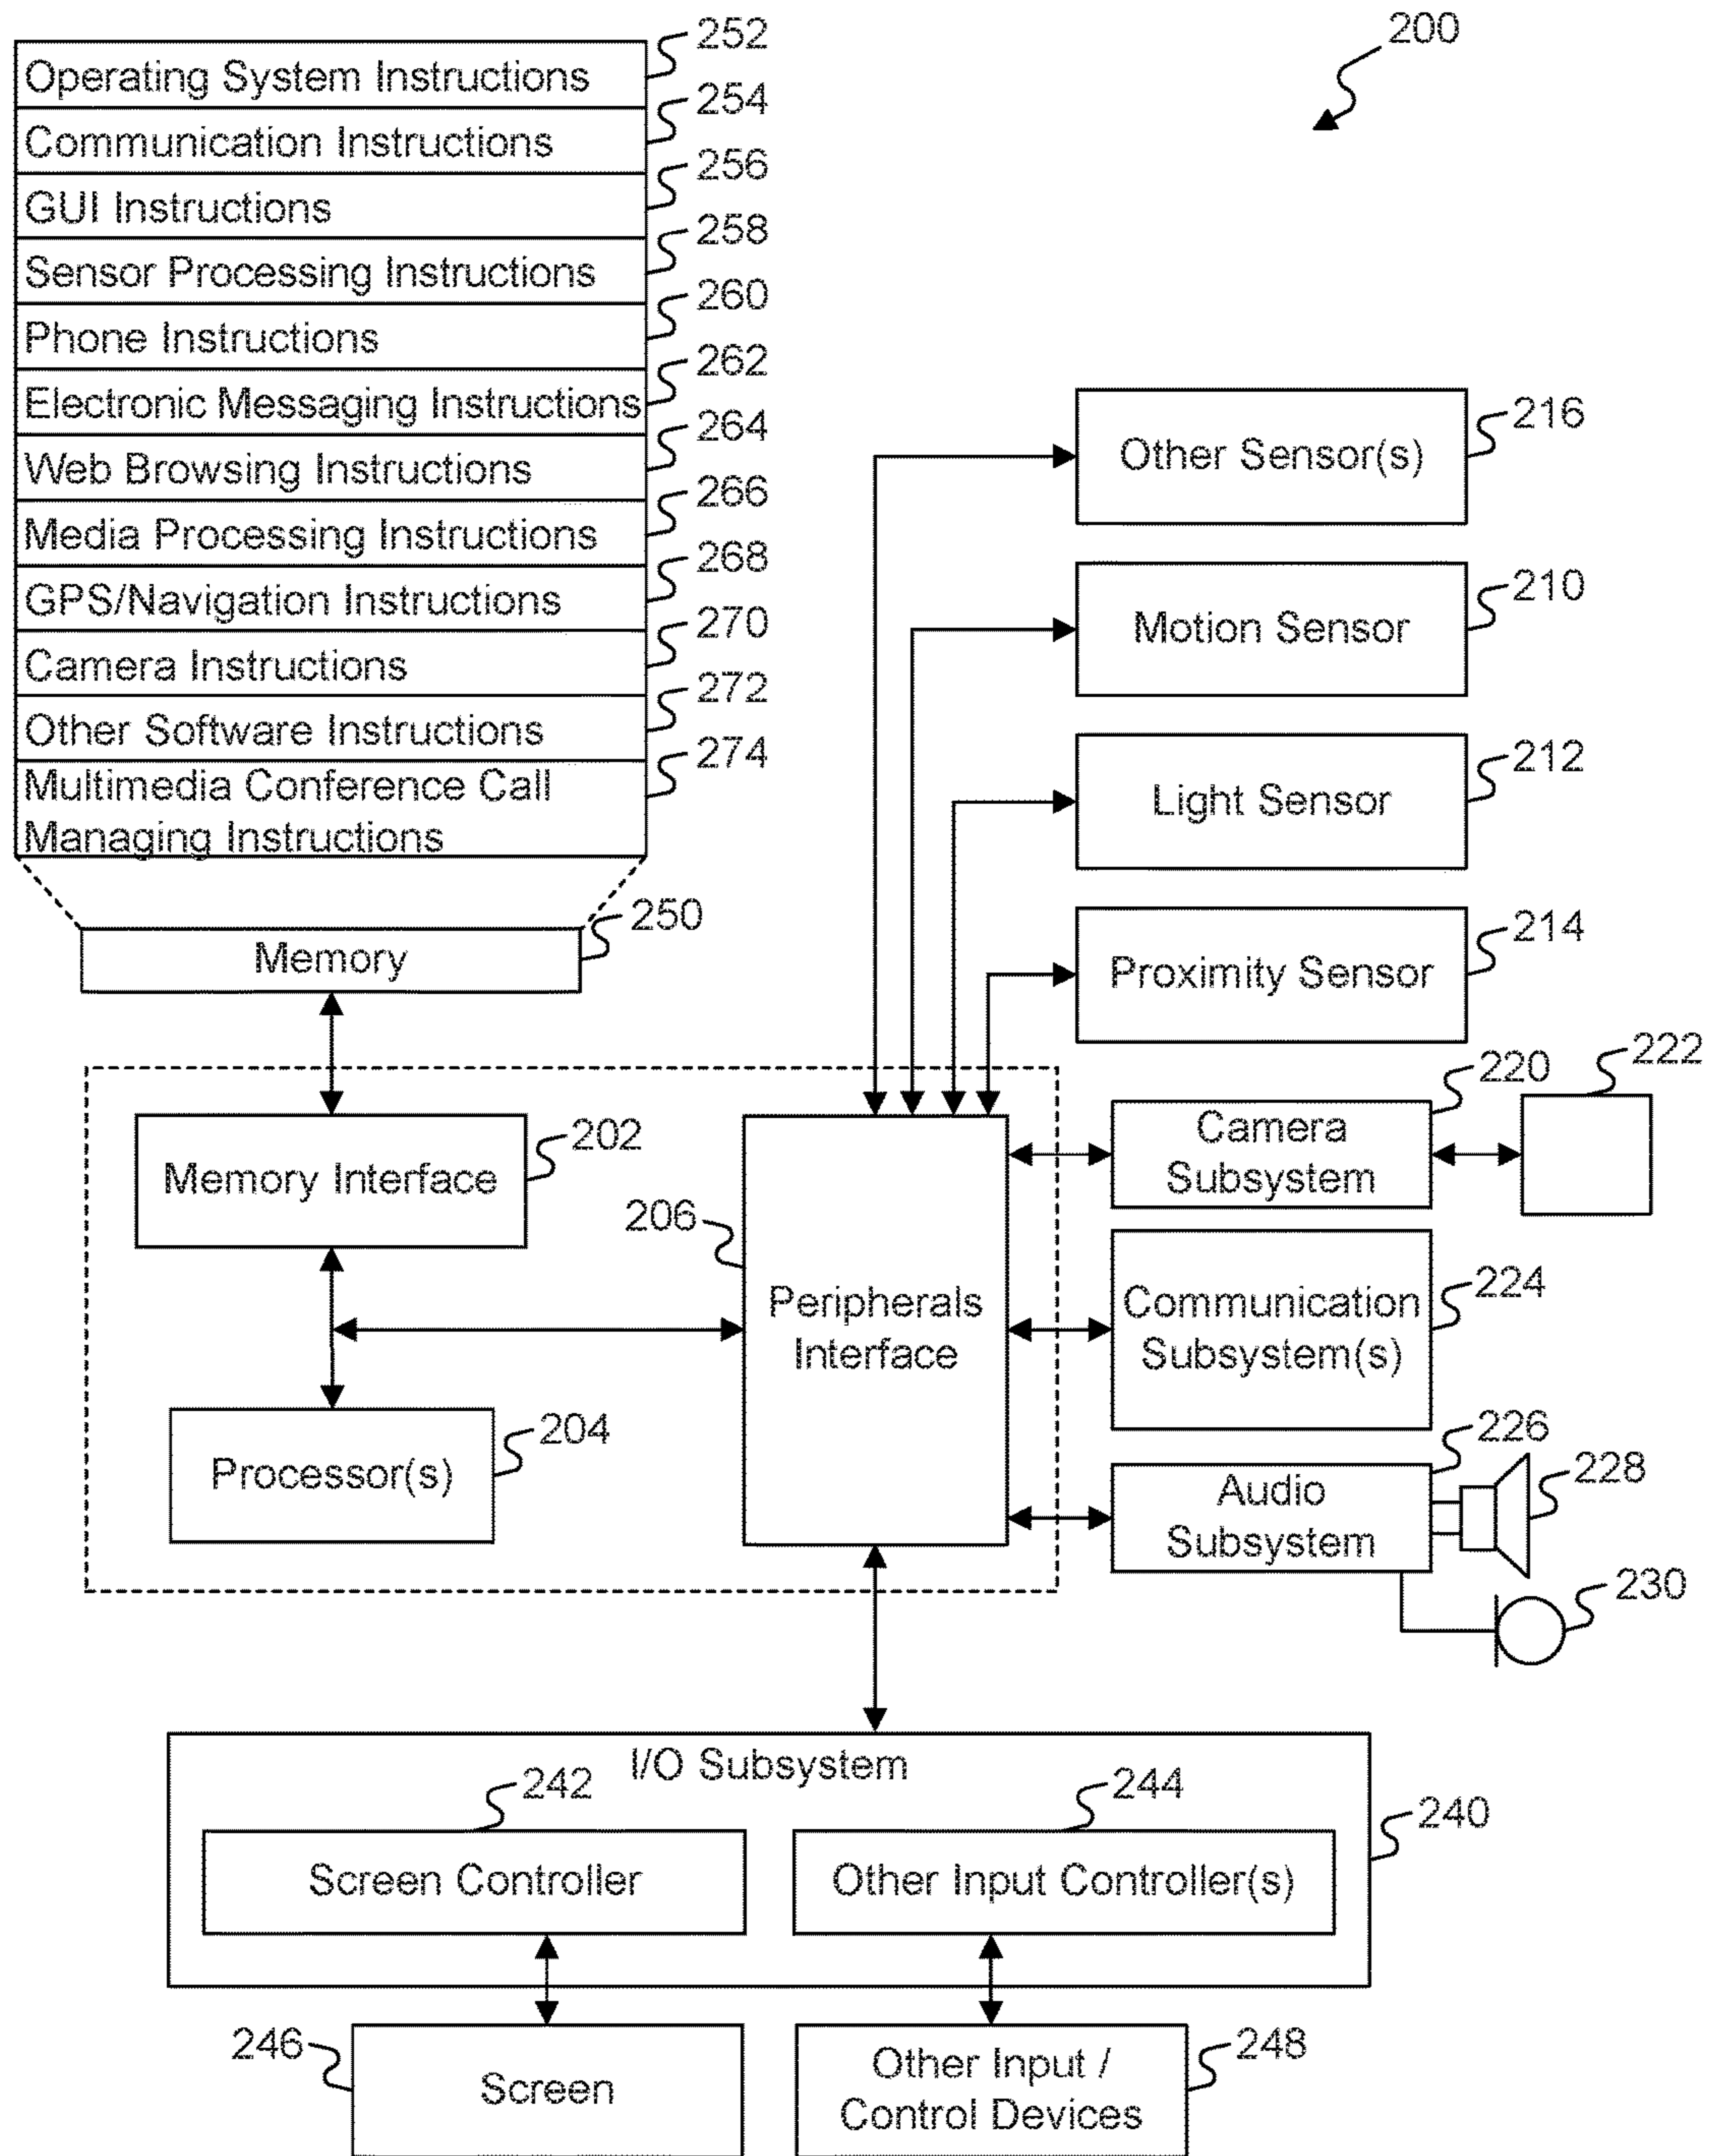 200
252
Operating System Instructions
254
Communication Instructions
256
GUI Instructions
258
Sensor Processing Instructions
260
Phone Instructions
262
Electronic Messaging Instructions
264
Web Browsing Instructions
266
Media Processing Instructions
268
GPS/Navigation Instructions
270
Camera Instructions
272
Other Software Instructions
274
Multimedia Conference Call
Managing Instructions
250
Memory
216
Other Sensor(s)
210
Motion Sensor
212
Light Sensor
214
Proximity Sensor
202
Memory Interface
204
Processor(s)
206
Peripherals
Interface
220
Camera
Subsystem
222
224
Communication
Subsystem(s)
226
Audio
Subsystem
228
230
I/O Subsystem
240
242
Screen Controller
244
Other Input Controller(s)
246
Screen
248
Other Input /
Control Devices